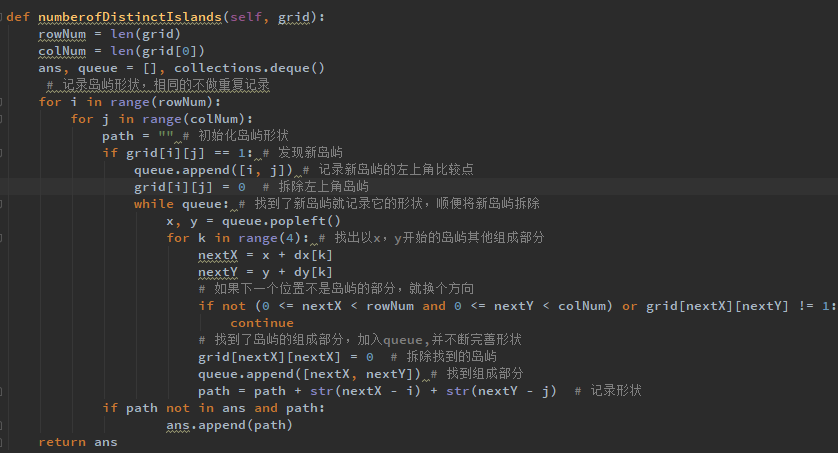 def numberofDistinctIslands(self, grid):
    rowNum = len(grid)
    colNum = len(grid[0])
    ans, queue = [], collections.deque()
     # 记录岛屿形状，相同的不做重复记录
    for i in range(rowNum):
        for j in range(colNum):
            path = "" # 初始化岛屿形状
            if grid[i][j] == 1: # 发现新岛屿
                queue.append([i, j]) # 记录新岛屿的左上角比较点
                grid[i][j] = 0  # 拆除左上角岛屿
                while queue: # 找到了新岛屿就记录它的形状，顺便将新岛屿拆除
                    x, y = queue.popleft()
                    for k in range(4): # 找出以x，y开始的岛屿其他组成部分
                        nextX = x + dx[k]
                        nextY = y + dy[k]
                        # 如果下一个位置不是岛屿的部分，就换个方向
                        if not (0 <= nextX < rowNum and 0 <= nextY < colNum) or grid[nextX][nextY] != 1:
                            continue
                        # 找到了岛屿的组成部分，加入queue,并不断完善形状
                        grid[nextX][nextX] = 0  # 拆除找到的岛屿
                        queue.append([nextX, nextY]) # 找到组成部分
                        path = path + str(nextX - i) + str(nextY - j)  # 记录形状
            if path not in ans and path:
                    ans.append(path)
    return ans